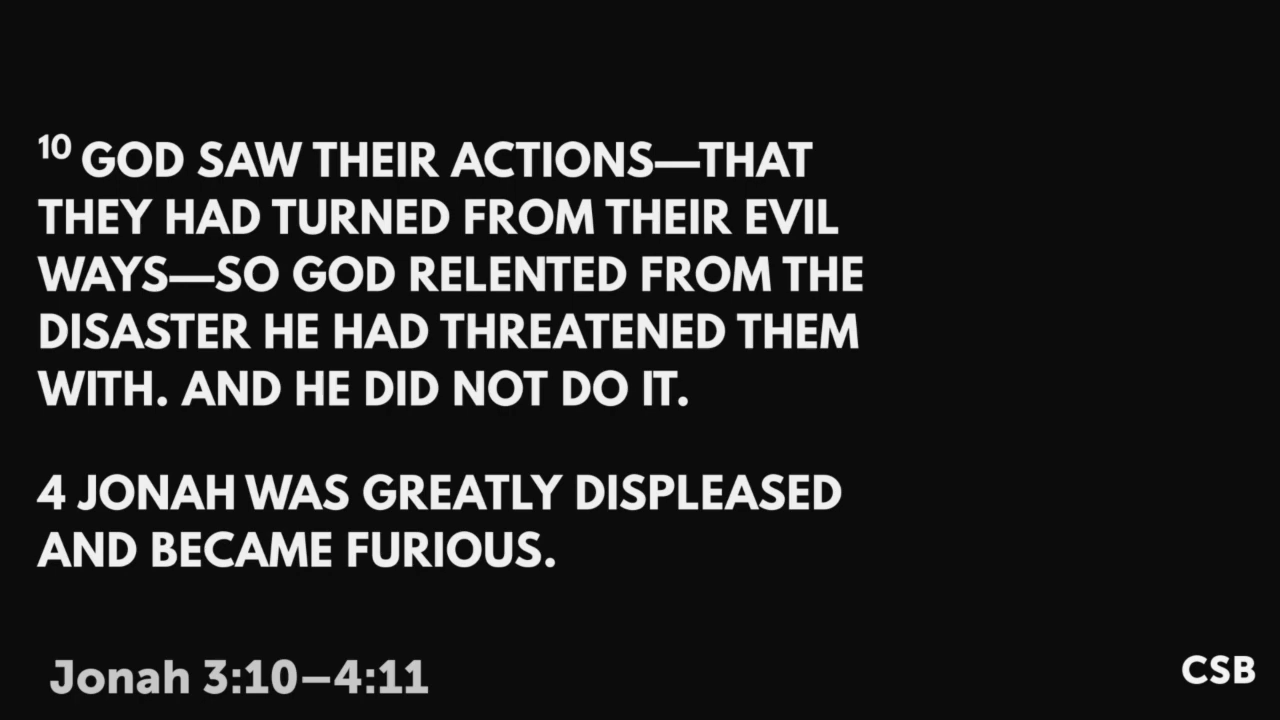 10 GOD SAW THEIR ACTIONS—THAT
THEY HAD TURNED FROM THEIR EVIL
WAYS—SO GOD RELENTED FROM THE
DISASTER HE HAD THREATENED THEM
WITH. AND HE DID NOT DO IT.
4 JONAH WAS GREATLY DISPLEASED
AND BECAME FURIOUS.
Jonah 3:10–4:11
CSB